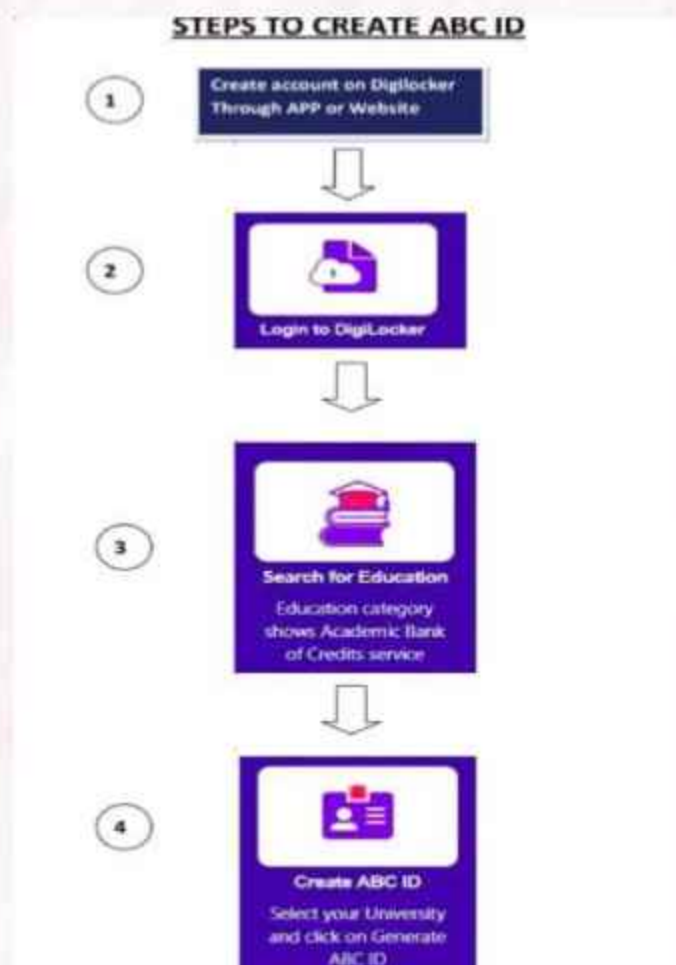 STEPS TO CREATE ABC ID
1
Create account on Digilocker
Through APP or Website
2
Login to DigiLocker
3
Search for Education
Education category
shows Academic Bank
of Credits service
4
Create ABC ID
Select your University
and click on Generate
ABC ID